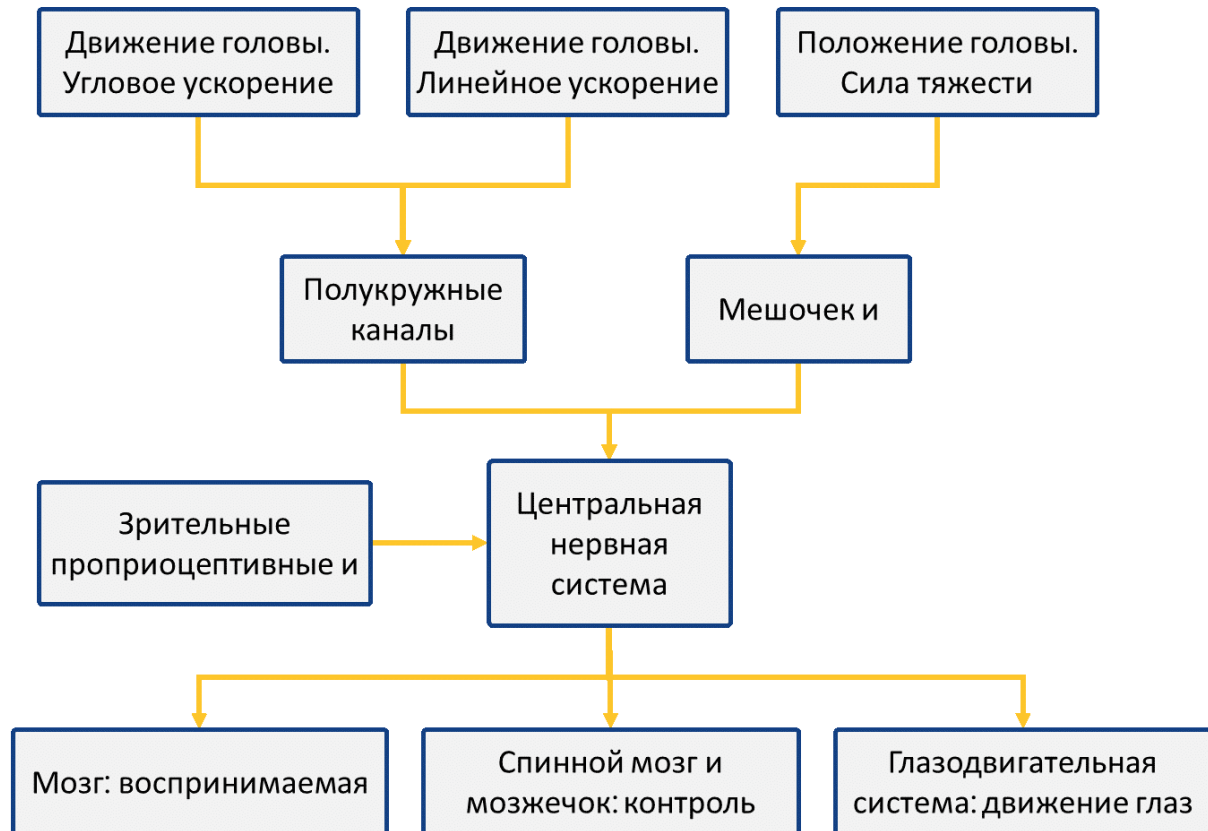 Движение головы.
Угловое ускорение
Движение головы.
Линейное ускорение
Положение головы.
Сила тяжести
Полукружные
каналы
Мешочек и
Зрительные
проприоцептивные и
Центральная
нервная
система
Мозг: воспринимаемая
Спинной мозг и
мозжечок: контроль
Глазодвигательная
система: движение глаз